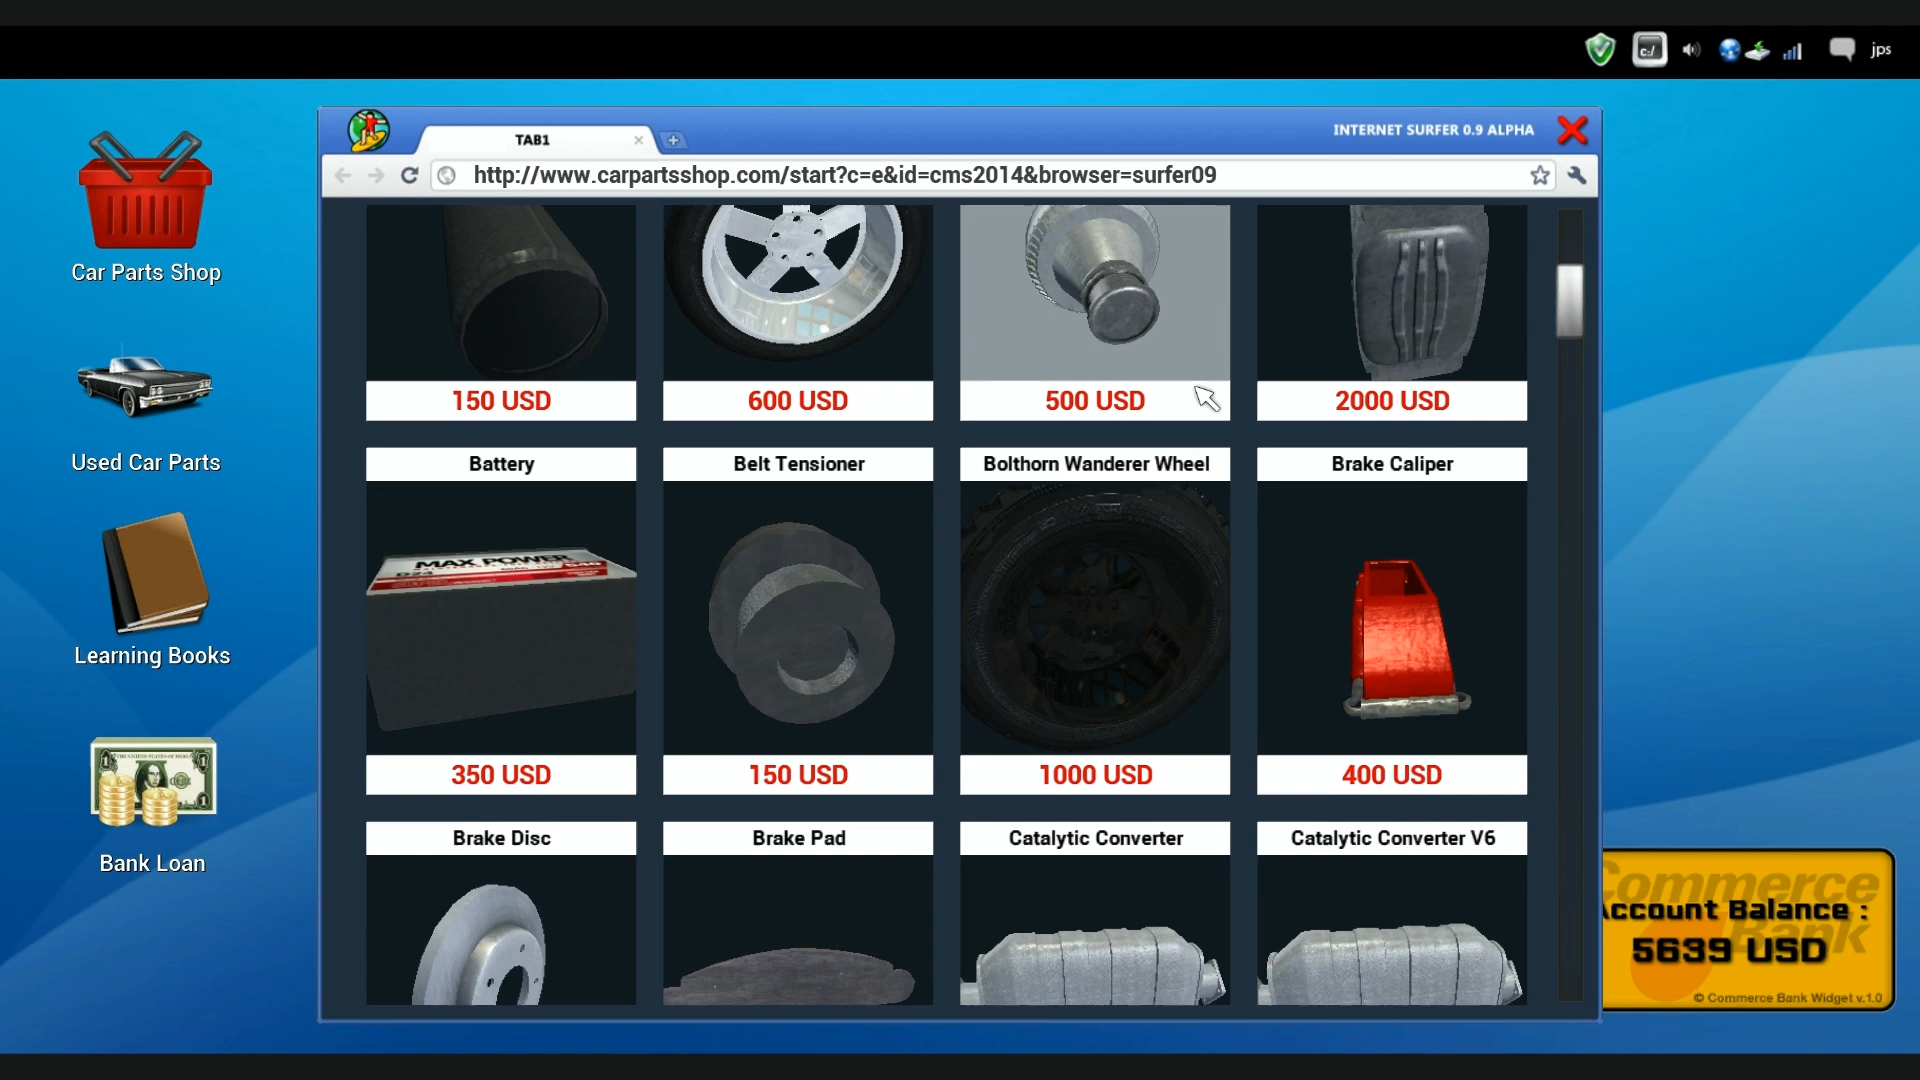 c:/
jps
TAB1
INTERNET SURFER 0.9 ALPHA
http://www.carpartsshop.com/start?c=e&id=cms2014&browser=surfer09
Car Parts Shop
Used Car Parts
Learning Books
Bank Loan
150 USD
600 USD
500 USD
2000 USD
Battery
Belt Tensioner
Bolthorn Wanderer Wheel
Brake Caliper
MAX POWER
350 USD
150 USD
1000 USD
400 USD
Brake Disc
Brake Pad
Catalytic Converter
Catalytic Converter V6
Commerce
Bank
Account Balance :
5639 USD
© Commerce Bank Widget v.1.0